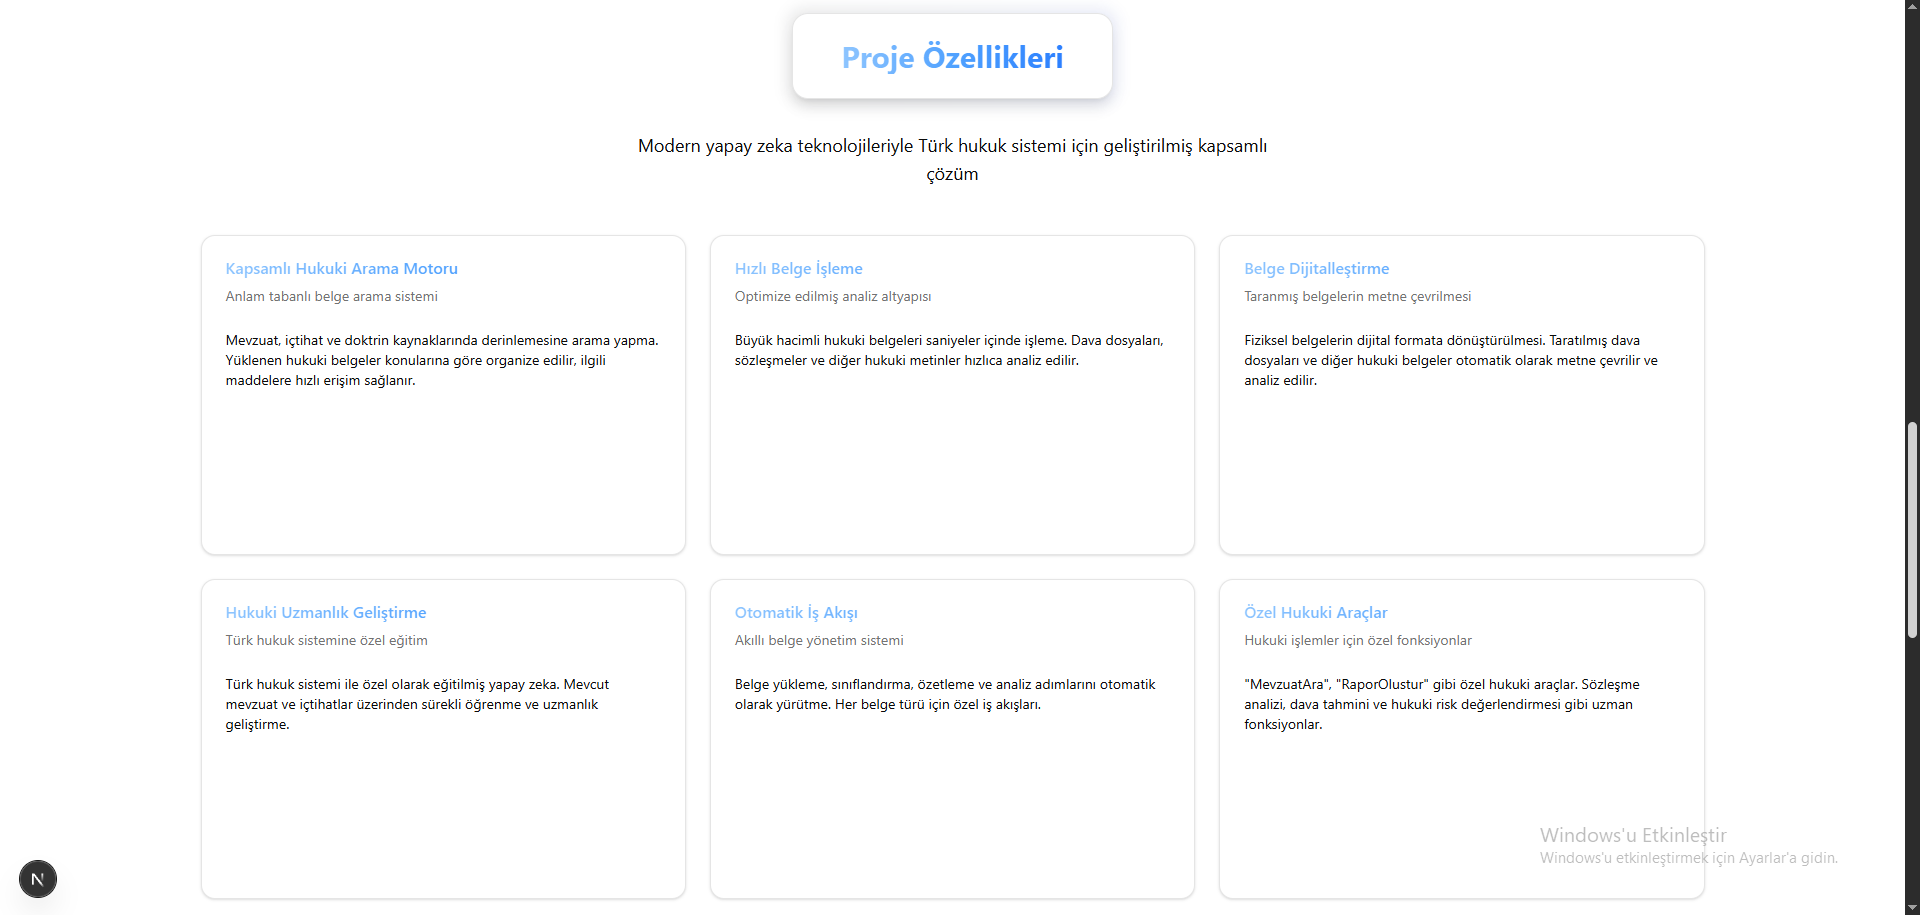 Proje Özellikleri
Modern yapay zeka teknolojileriyle Türk hukuk sistemi için geliştirilmiş kapsamlı
çözüm
Kapsamlı Hukuki Arama Motoru
Anlam tabanlı belge arama sistemi
Mevzuat, içtihat ve doktrin kaynaklarında derinlemesine arama yapma.
Yüklenen hukuki belgeler konularına göre organize edilir, ilgili
maddelere hızlı erişim sağlanır.
Hızlı Belge İşleme
Optimize edilmiş analiz altyapısı
Büyük hacimli hukuki belgeleri saniyeler içinde işleme. Dava dosyaları,
sözleşmeler ve diğer hukuki metinler hızlıca analiz edilir.
Belge Dijitalleştirme
Taranmış belgelerin metne çevrilmesi
Fiziksel belgelerin dijital formata dönüştürülmesi. Taratılmış dava
dosyaları ve diğer hukuki belgeler otomatik olarak metne çevrilir ve
analiz edilir.
Hukuki Uzmanlık Geliştirme
Türk hukuk sistemine özel eğitim
Türk hukuk sistemi ile özel olarak eğitilmiş yapay zeka. Mevcut
mevzuat ve içtihatlar üzerinden sürekli öğrenme ve uzmanlık
geliştirme.
Otomatik İş Akışı
Akıllı belge yönetim sistemi
Belge yükleme, sınıflandırma, özetleme ve analiz adımlarını otomatik
olarak yürütme. Her belge türü için özel iş akışları.
Özel Hukuki Araçlar
Hukuki işlemler için özel fonksiyonlar
"MevzuatAra", "RaporOlustur" gibi özel hukuki araçlar. Sözleşme
analizi, dava tahmini ve hukuki risk değerlendirmesi gibi uzman
fonksiyonlar.
Windows'u Etkinleştir
Windows'u etkinleştirmek için Ayarlar'a gidin.
N